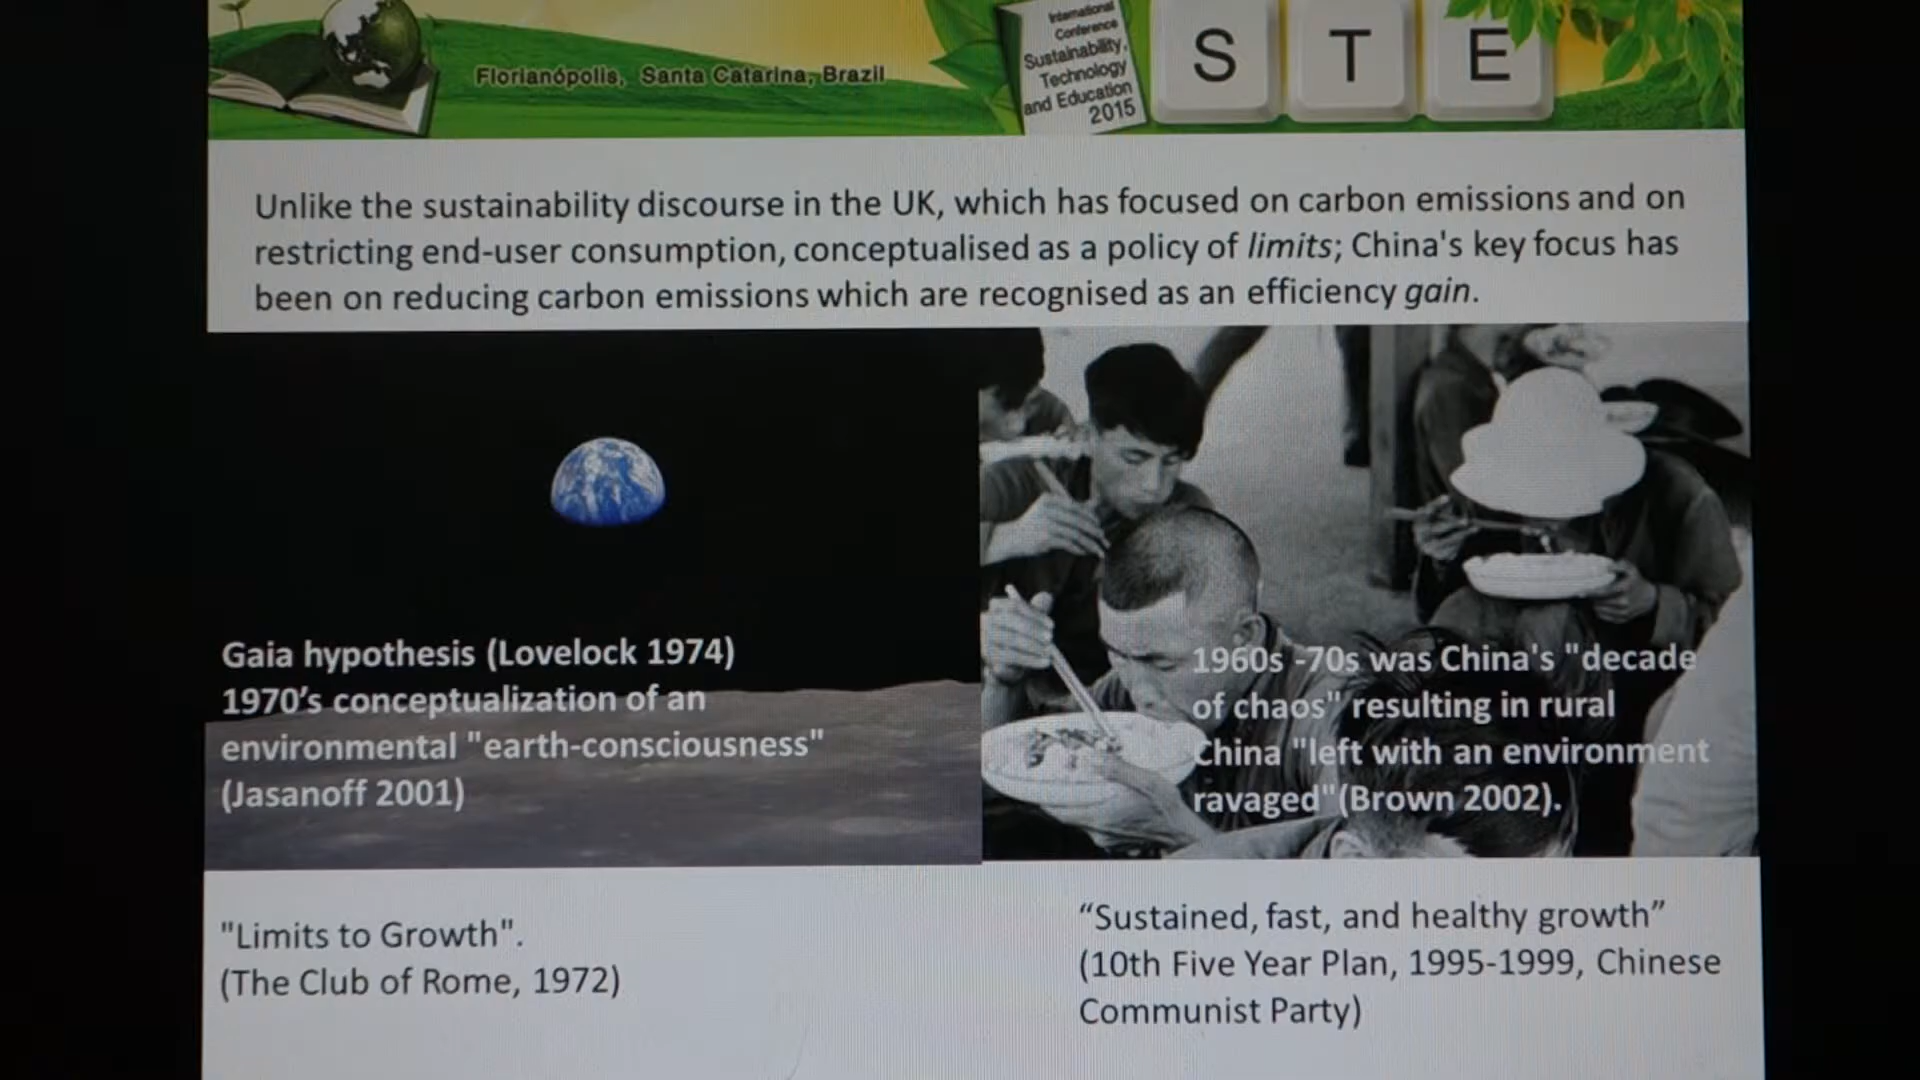 Florianópolis, Santa Catarina, Brazil
International
Conference
Sustainability,
Technology
and Education
2015
S T E
Unlike the sustainability discourse in the UK, which has focused on carbon emissions and on
restricting end-user consumption, conceptualised as a policy of limits; China's key focus has
been on reducing carbon emissions which are recognised as an efficiency gain.
Gaia hypothesis (Lovelock 1974)
1970’s conceptualization of an
environmental "earth-consciousness"
(Jasanoff 2001)
1960s -70s was China's "decade
of chaos" resulting in rural
China "left with an environment
ravaged"(Brown 2002).
"Limits to Growth".
(The Club of Rome, 1972)
“Sustained, fast, and healthy growth”
(10th Five Year Plan, 1995-1999, Chinese
Communist Party)